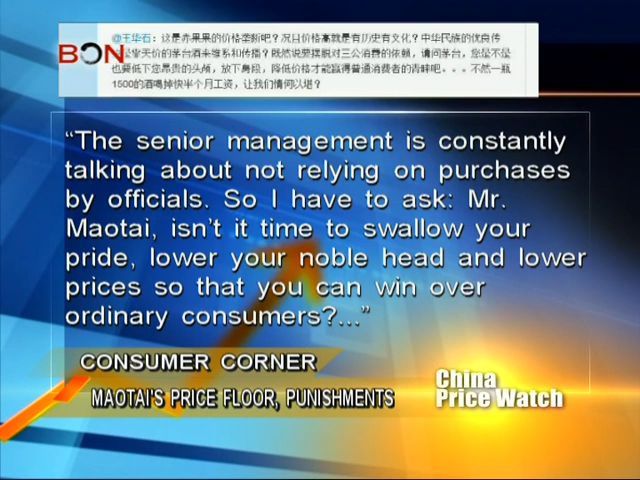 @王华石：这是赤果果的价格垄断吧？况且价格高就是有历史有文化？中华民族的优良传
是靠天价的茅台酒来维系和传播？既然说要摆脱对三公消费的依赖，请问茅台，您是不是
也要低下您昂贵的头颅，放下身段，降低价格才能赢得普通消费者的青睐吧。。。不然一瓶
1500的酒喝掉快半个月工资，让我们情何以堪？
BON
“The senior management is constantly
talking about not relying on purchases
by officials. So I have to ask: Mr.
Maotai, isn’t it time to swallow your
pride, lower your noble head and lower
prices so that you can win over
ordinary consumers?...”
CONSUMER CORNER
MAOTAI'S PRICE FLOOR, PUNISHMENTS
China
Price Watch